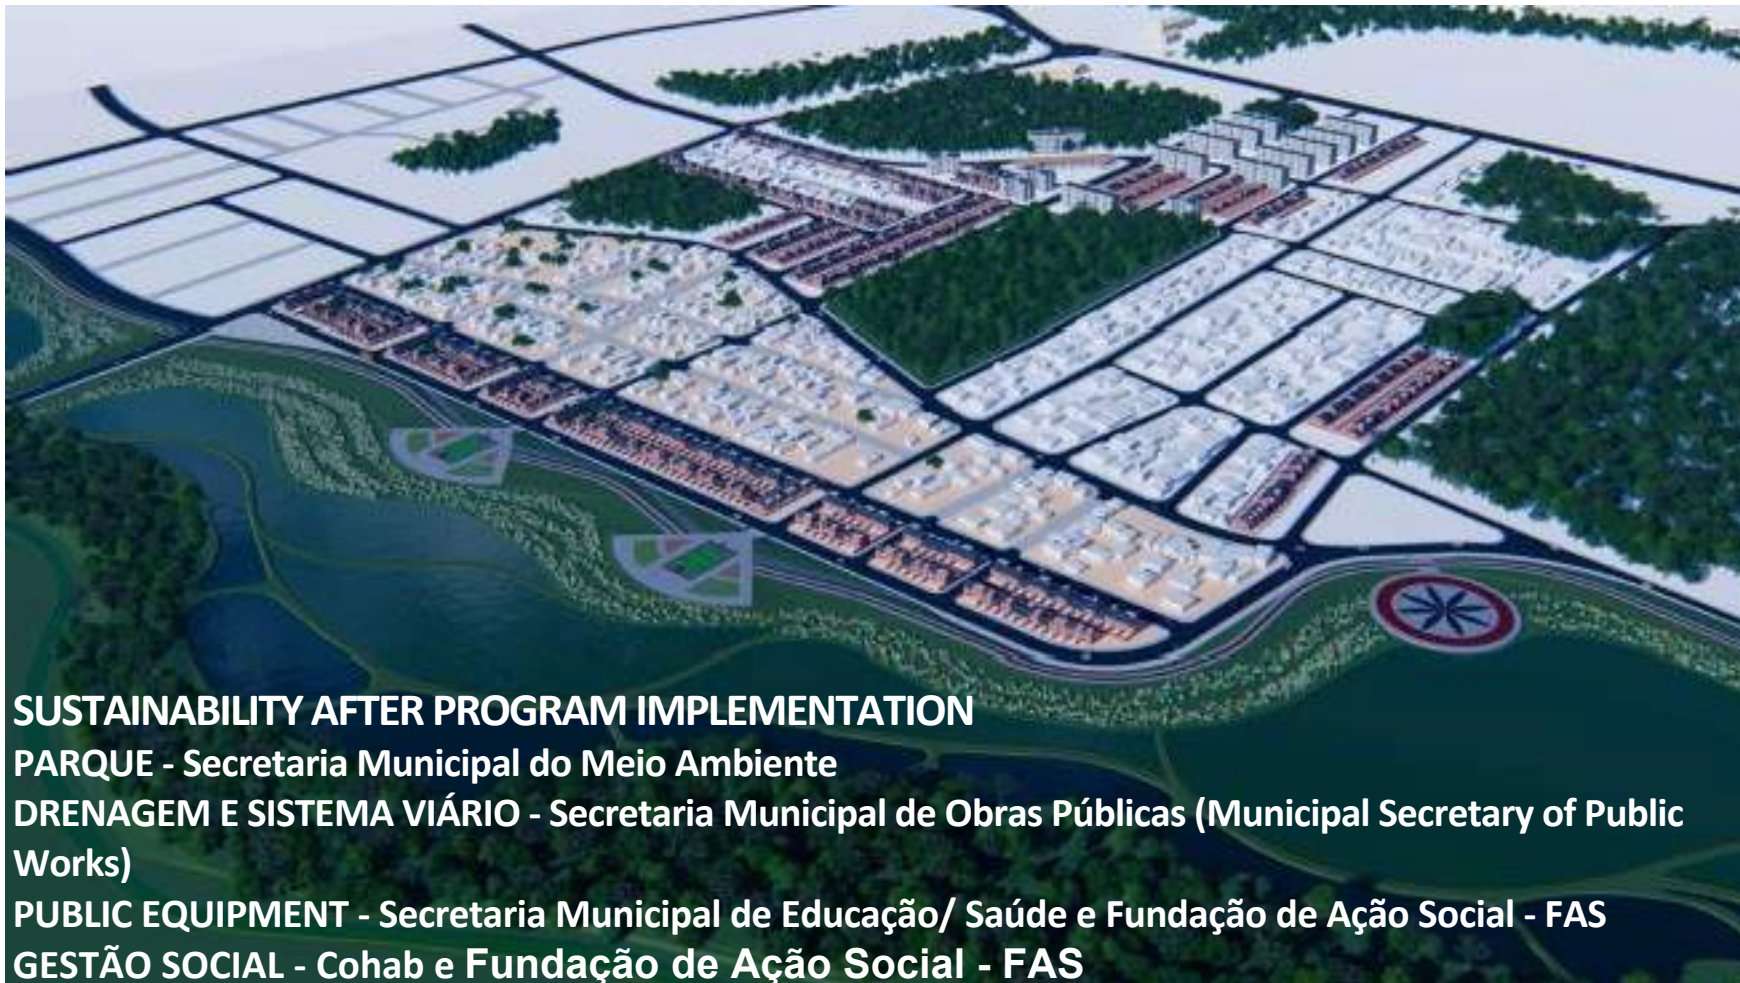 SUSTAINABILITY AFTER PROGRAM IMPLEMENTATION
PARQUE - Secretaria Municipal do Meio Ambiente
DRENAGEM E SISTEMA VIÁRIO - Secretaria Municipal de Obras Públicas (Municipal Secretary of Public
Works)
PUBLIC EQUIPMENT - Secretaria Municipal de Educação/ Saúde e Fundação de Ação Social - FAS
GESTÃO SOCIAL - Cohab e Fundação de Ação Social - FAS